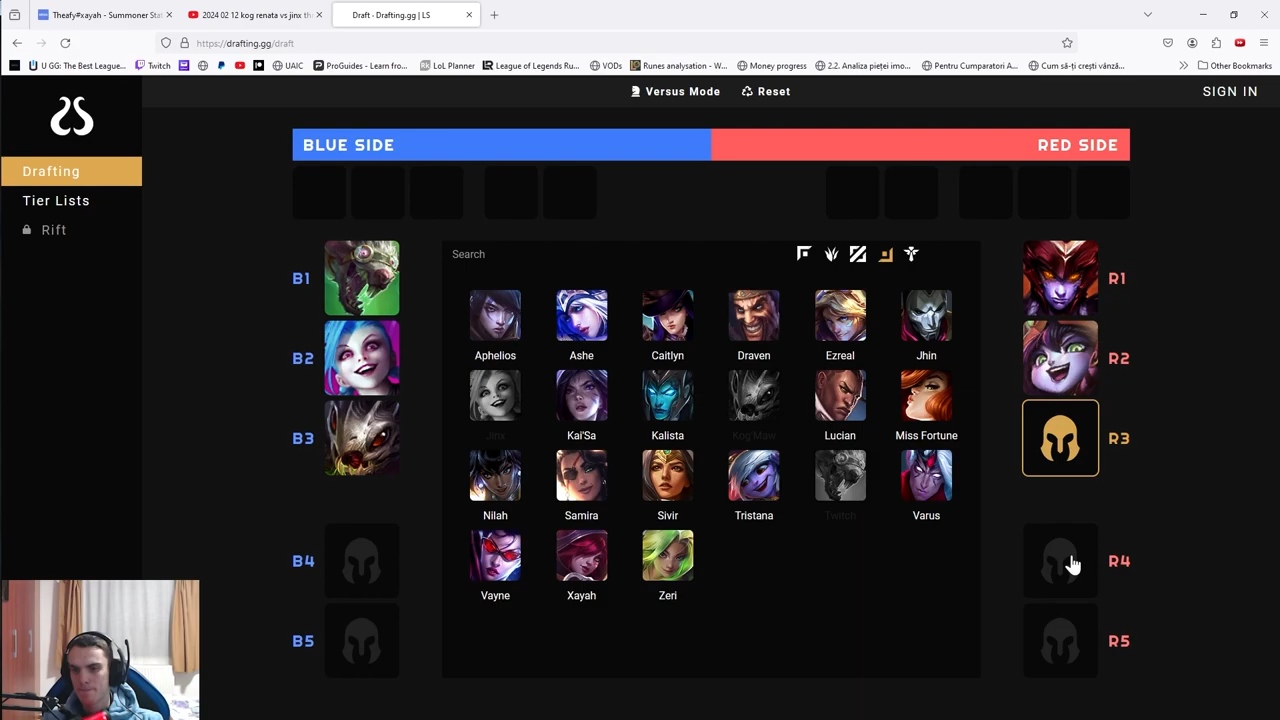 Theafy#xayah - Summoner Sta
2024 02 12 kog renata vs jinx th
Draft - Drafting.gg | LS
https://drafting.gg/draft
U GG: The Best League...
Twitch
UAIC
ProGuides - Learn fro...
LoL Planner
League of Legends Ru...
VODs
Runes analysation - W...
Money progress
2.2. Analiza pieței imo...
Pentru Cumparatori A...
Cum să-ți crești vânză...
Other Bookmarks
Versus Mode
Reset
SIGN IN
BLUE SIDE
RED SIDE
Drafting
Tier Lists
Rift
Search
B1
R1
Aphelios
Ashe
Caitlyn
Draven
Ezreal
Jhin
B2
R2
Jinx
Kai'Sa
Kalista
Kog'Maw
Lucian
Miss Fortune
B3
R3
Nilah
Samira
Sivir
Tristana
Twitch
Varus
B4
R4
Vayne
Xayah
Zeri
B5
R5